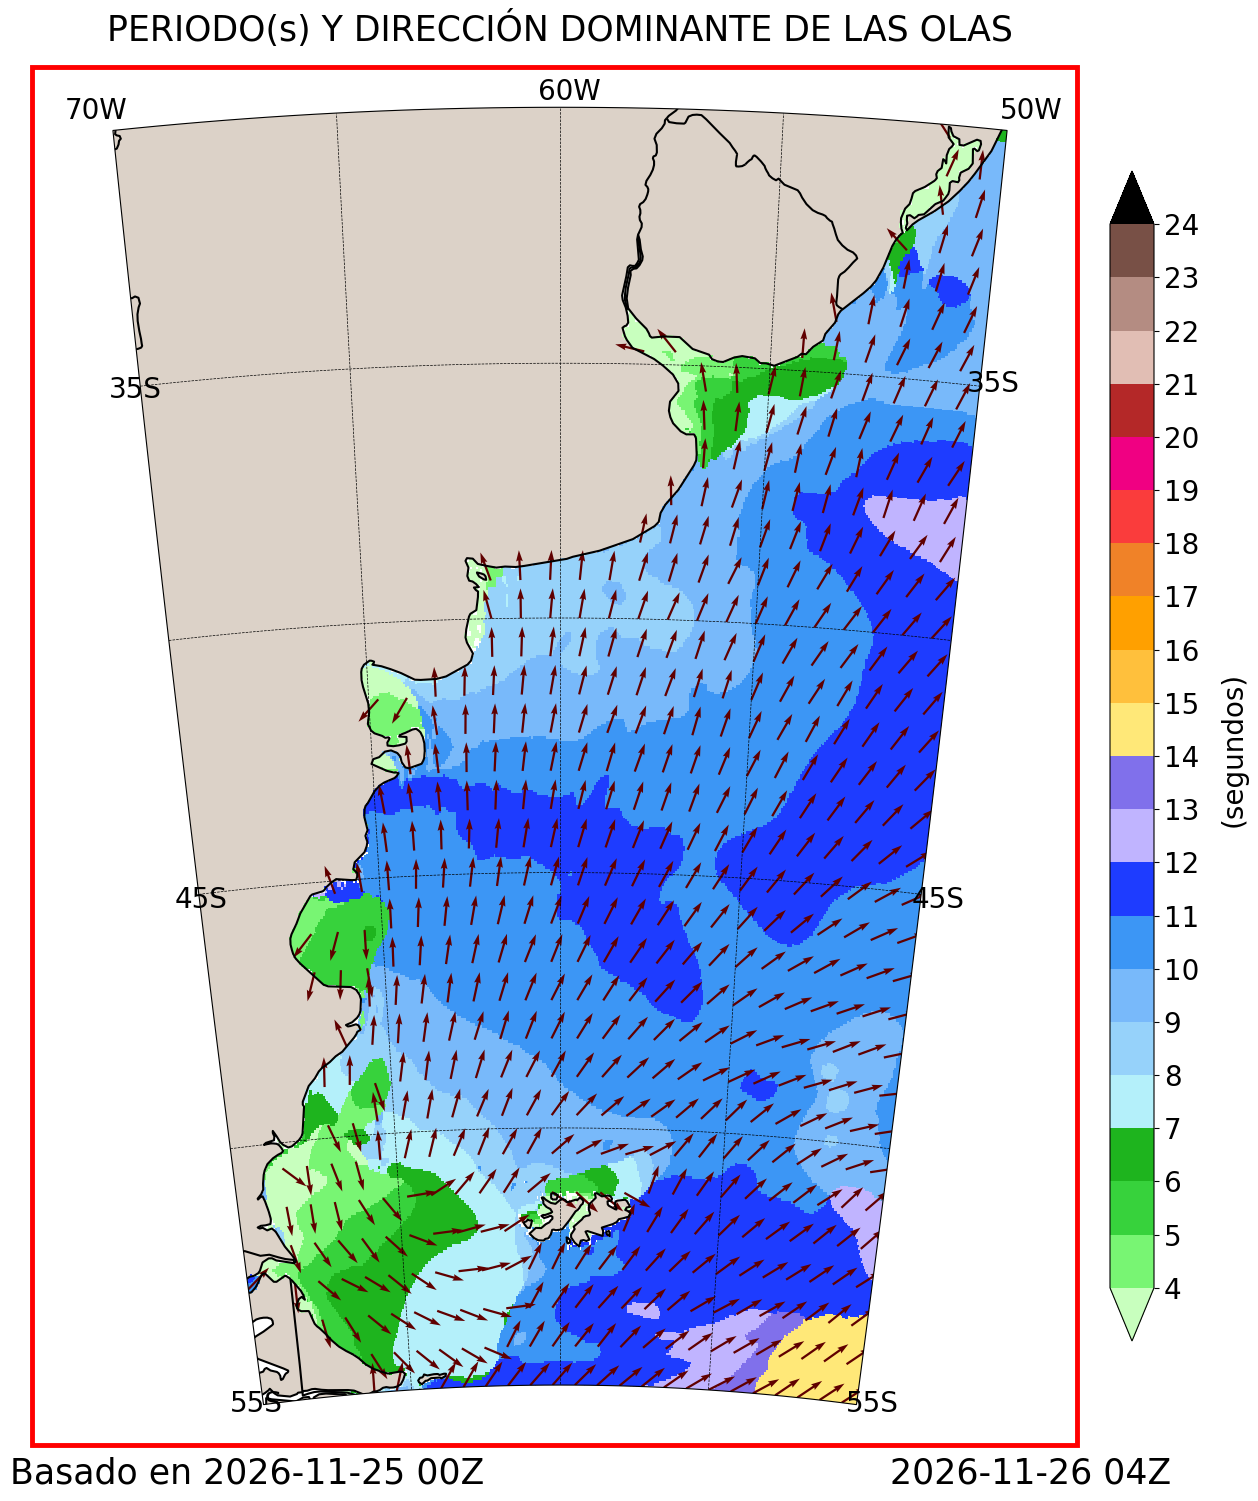 PERIODO(s) Y DIRECCIÓN DOMINANTE DE LAS OLAS
70W
60W
50W
35S
35S
45S
45S
55S
55S
24
23
22
21
20
19
18
17
16
15
14
13
12
11
10
9
8
7
6
5
4
(segundos)
Basado en 2026-11-25 00Z
2026-11-26 04Z